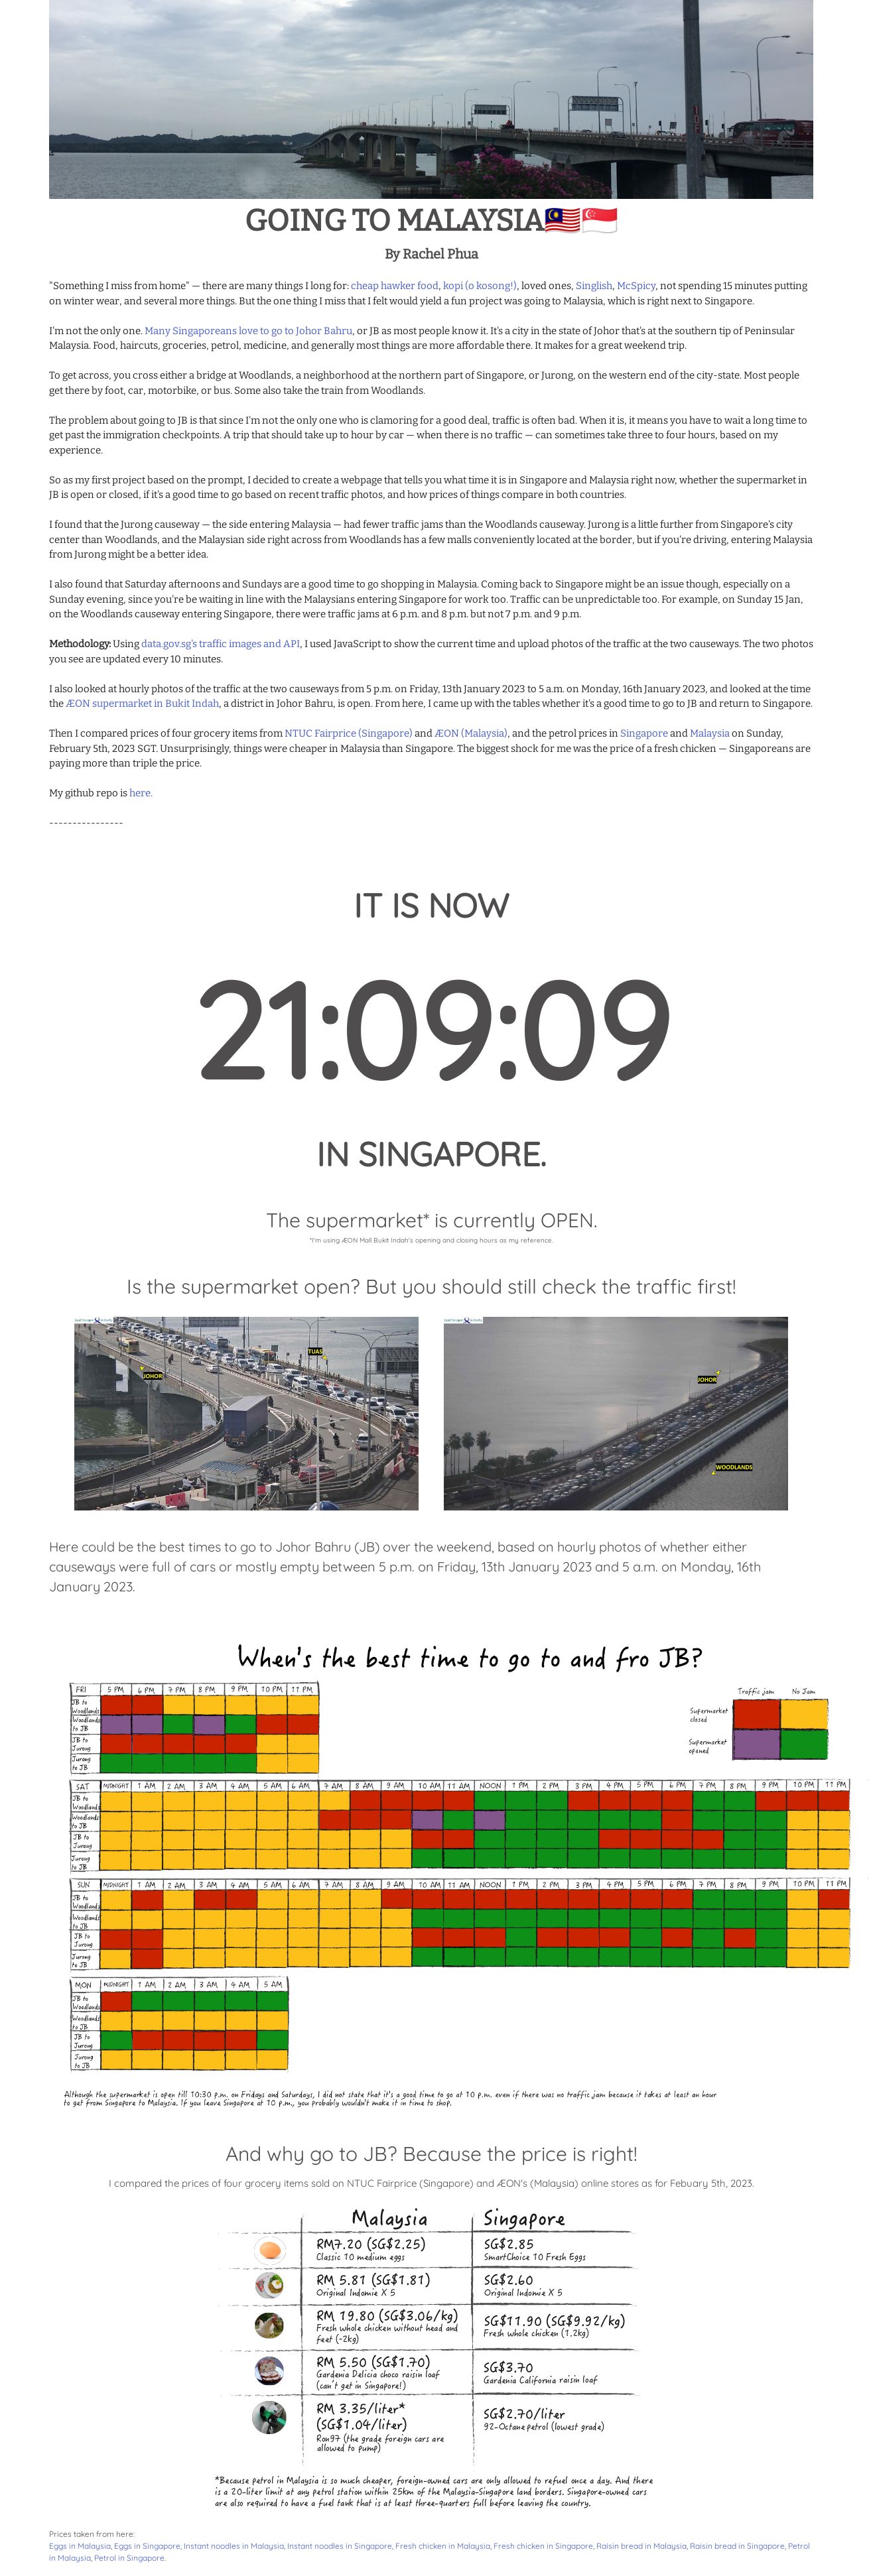 GOING TO MALAYSIA🇲🇾🇸🇬
By Rachel Phua
"Something I miss from home" — there are many things I long for: cheap hawker food, kopi (o kosong!), loved ones, Singlish, McSpicy, not spending 15 minutes putting
on winter wear, and several more things. But the one thing I miss that I felt would yield a fun project was going to Malaysia, which is right next to Singapore.
I'm not the only one. Many Singaporeans love to go to Johor Bahru, or JB as most people know it. It's a city in the state of Johor that's at the southern tip of Peninsular
Malaysia. Food, haircuts, groceries, petrol, medicine, and generally most things are more affordable there. It makes for a great weekend trip.
To get across, you cross either a bridge at Woodlands, a neighborhood at the northern part of Singapore, or Jurong, on the western end of the city-state. Most people
get there by foot, car, motorbike, or bus. Some also take the train from Woodlands.
The problem about going to JB is that since I'm not the only one who is clamoring for a good deal, traffic is often bad. When it is, it means you have to wait a long time to
get past the immigration checkpoints. A trip that should take up to hour by car — when there is no traffic — can sometimes take three to four hours, based on my
experience.
So as my first project based on the prompt, I decided to create a webpage that tells you what time it is in Singapore and Malaysia right now, whether the supermarket in
JB is open or closed, if it's a good time to go based on recent traffic photos, and how prices of things compare in both countries.
I found that the Jurong causeway — the side entering Malaysia — had fewer traffic jams than the Woodlands causeway. Jurong is a little further from Singapore's city
center than Woodlands, and the Malaysian side right across from Woodlands has a few malls conveniently located at the border, but if you're driving, entering Malaysia
from Jurong might be a better idea.
I also found that Saturday afternoons and Sundays are a good time to go shopping in Malaysia. Coming back to Singapore might be an issue though, especially on a
Sunday evening, since you're be waiting in line with the Malaysians entering Singapore for work too. Traffic can be unpredictable too. For example, on Sunday 15 Jan,
on the Woodlands causeway entering Singapore, there were traffic jams at 6 p.m. and 8 p.m. but not 7 p.m. and 9 p.m.
Methodology: Using data.gov.sg's traffic images and API, I used JavaScript to show the current time and upload photos of the traffic at the two causeways. The two photos
you see are updated every 10 minutes.
I also looked at hourly photos of the traffic at the two causeways from 5 p.m. on Friday, 13th January 2023 to 5 a.m. on Monday, 16th January 2023, and looked at the time
the ÆON supermarket in Bukit Indah, a district in Johor Bahru, is open. From here, I came up with the tables whether it's a good time to go to JB and return to Singapore.
Then I compared prices of four grocery items from NTUC Fairprice (Singapore) and ÆON (Malaysia), and the petrol prices in Singapore and Malaysia on Sunday,
February 5th, 2023 SGT. Unsurprisingly, things were cheaper in Malaysia than Singapore. The biggest shock for me was the price of a fresh chicken — Singaporeans are
paying more than triple the price.
My github repo is here.
----------------
IT IS NOW
21:09:09
IN SINGAPORE.
The supermarket* is currently OPEN.
*I'm using ÆON Mall Bukit Indah's opening and closing hours as my reference.
Is the supermarket open? But you should still check the traffic first!
TUAS
JOHOR
JOHOR
WOODLANDS
Here could be the best times to go to Johor Bahru (JB) over the weekend, based on hourly photos of whether either
causeways were full of cars or mostly empty between 5 p.m. on Friday, 13th January 2023 and 5 a.m. on Monday, 16th
January 2023.
When's the best time to go to and fro JB?
Traffic jam No Jam
Supermarket
closed
Supermarket
opened
FRI 5 PM 6 PM 7 PM 8 PM 9 PM 10 PM 11 PM
JB to
Woodlands
Woodlands
to JB
JB to
Jurong
Jurong
to JB
SAT MIDNIGHT 1 AM 2 AM 3 AM 4 AM 5 AM 6 AM 7 AM 8 AM 9 AM 10 AM 11 AM NOON 1 PM 2 PM 3 PM 4 PM 5 PM 6 PM 7 PM 8 PM 9 PM 10 PM 11 PM
JB to
Woodlands
Woodlands
to JB
JB to
Jurong
Jurong
to JB
SUN MIDNIGHT 1 AM 2 AM 3 AM 4 AM 5 AM 6 AM 7 AM 8 AM 9 AM 10 AM 11 AM NOON 1 PM 2 PM 3 PM 4 PM 5 PM 6 PM 7 PM 8 PM 9 PM 10 PM 11 PM
JB to
Woodlands
Woodlands
to JB
JB to
Jurong
Jurong
to JB
MON MIDNIGHT 1 AM 2 AM 3 AM 4 AM 5 AM
JB to
Woodlands
Woodlands
to JB
JB to
Jurong
Jurong
to JB
Although the supermarket is open till 10:30 p.m. on Fridays and Saturdays, I did not state that it's a good time to go at 10 p.m. even if there was no traffic jam because it takes at least an hour
to get from Singapore to Malaysia. If you leave Singapore at 10 p.m., you probably wouldn't make it in time to shop.
And why go to JB? Because the price is right!
I compared the prices of four grocery items sold on NTUC Fairprice (Singapore) and ÆON's (Malaysia) online stores as for Febuary 5th, 2023.
Malaysia Singapore
RM7.20 (SG$2.25)
Classic 10 medium eggs
SG$2.85
SmartChoice 10 Fresh Eggs
RM 5.81 (SG$1.81)
Original Indomie X 5
SG$2.60
Original Indomie X 5
RM 19.80 (SG$3.06/kg)
Fresh whole chicken without head and
feet (~2kg)
SG$11.90 (SG$9.92/kg)
Fresh whole chicken (1.2kg)
RM 5.50 (SG$1.70)
Gardenia Delicia choco raisin loaf
(can't get in Singapore!)
SG$3.70
Gardenia California raisin loaf
RM 3.35/liter*
(SG$1.04/liter)
Ron97 (the grade foreign cars are
allowed to pump)
SG$2.70/liter
92-Octane petrol (lowest grade)
*Because petrol in Malaysia is so much cheaper, foreign-owned cars are only allowed to refuel once a day. And there
is a 20-liter limit at any petrol station within 25km of the Malaysia-Singapore land borders. Singapore-owned cars
are also required to have a fuel tank that is at least three-quarters full before leaving the country.
Prices taken from here:
Eggs in Malaysia, Eggs in Singapore, Instant noodles in Malaysia, Instant noodles in Singapore, Fresh chicken in Malaysia, Fresh chicken in Singapore, Raisin bread in Malaysia, Raisin bread in Singapore, Petrol
in Malaysia, Petrol in Singapore.